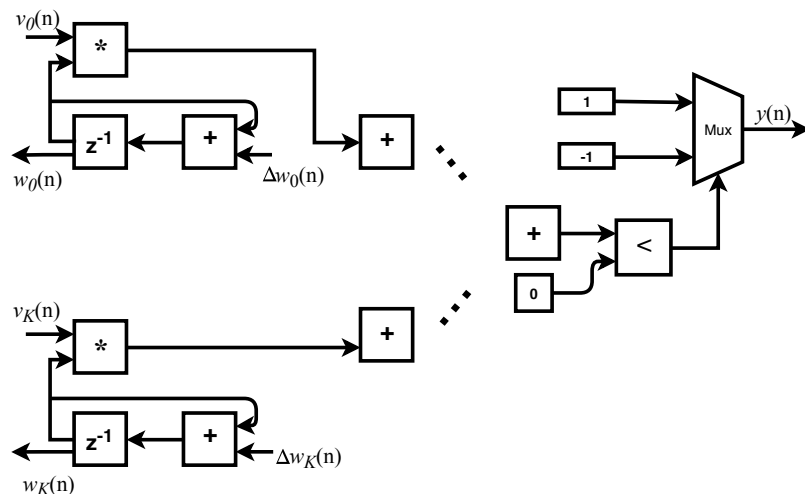 v0(n)
*
z-1
+
w0(n)
Δw0(n)
+
1
-1
Mux
y(n)
+
<
0
vK(n)
*
+
z-1
+
wK(n)
ΔwK(n)